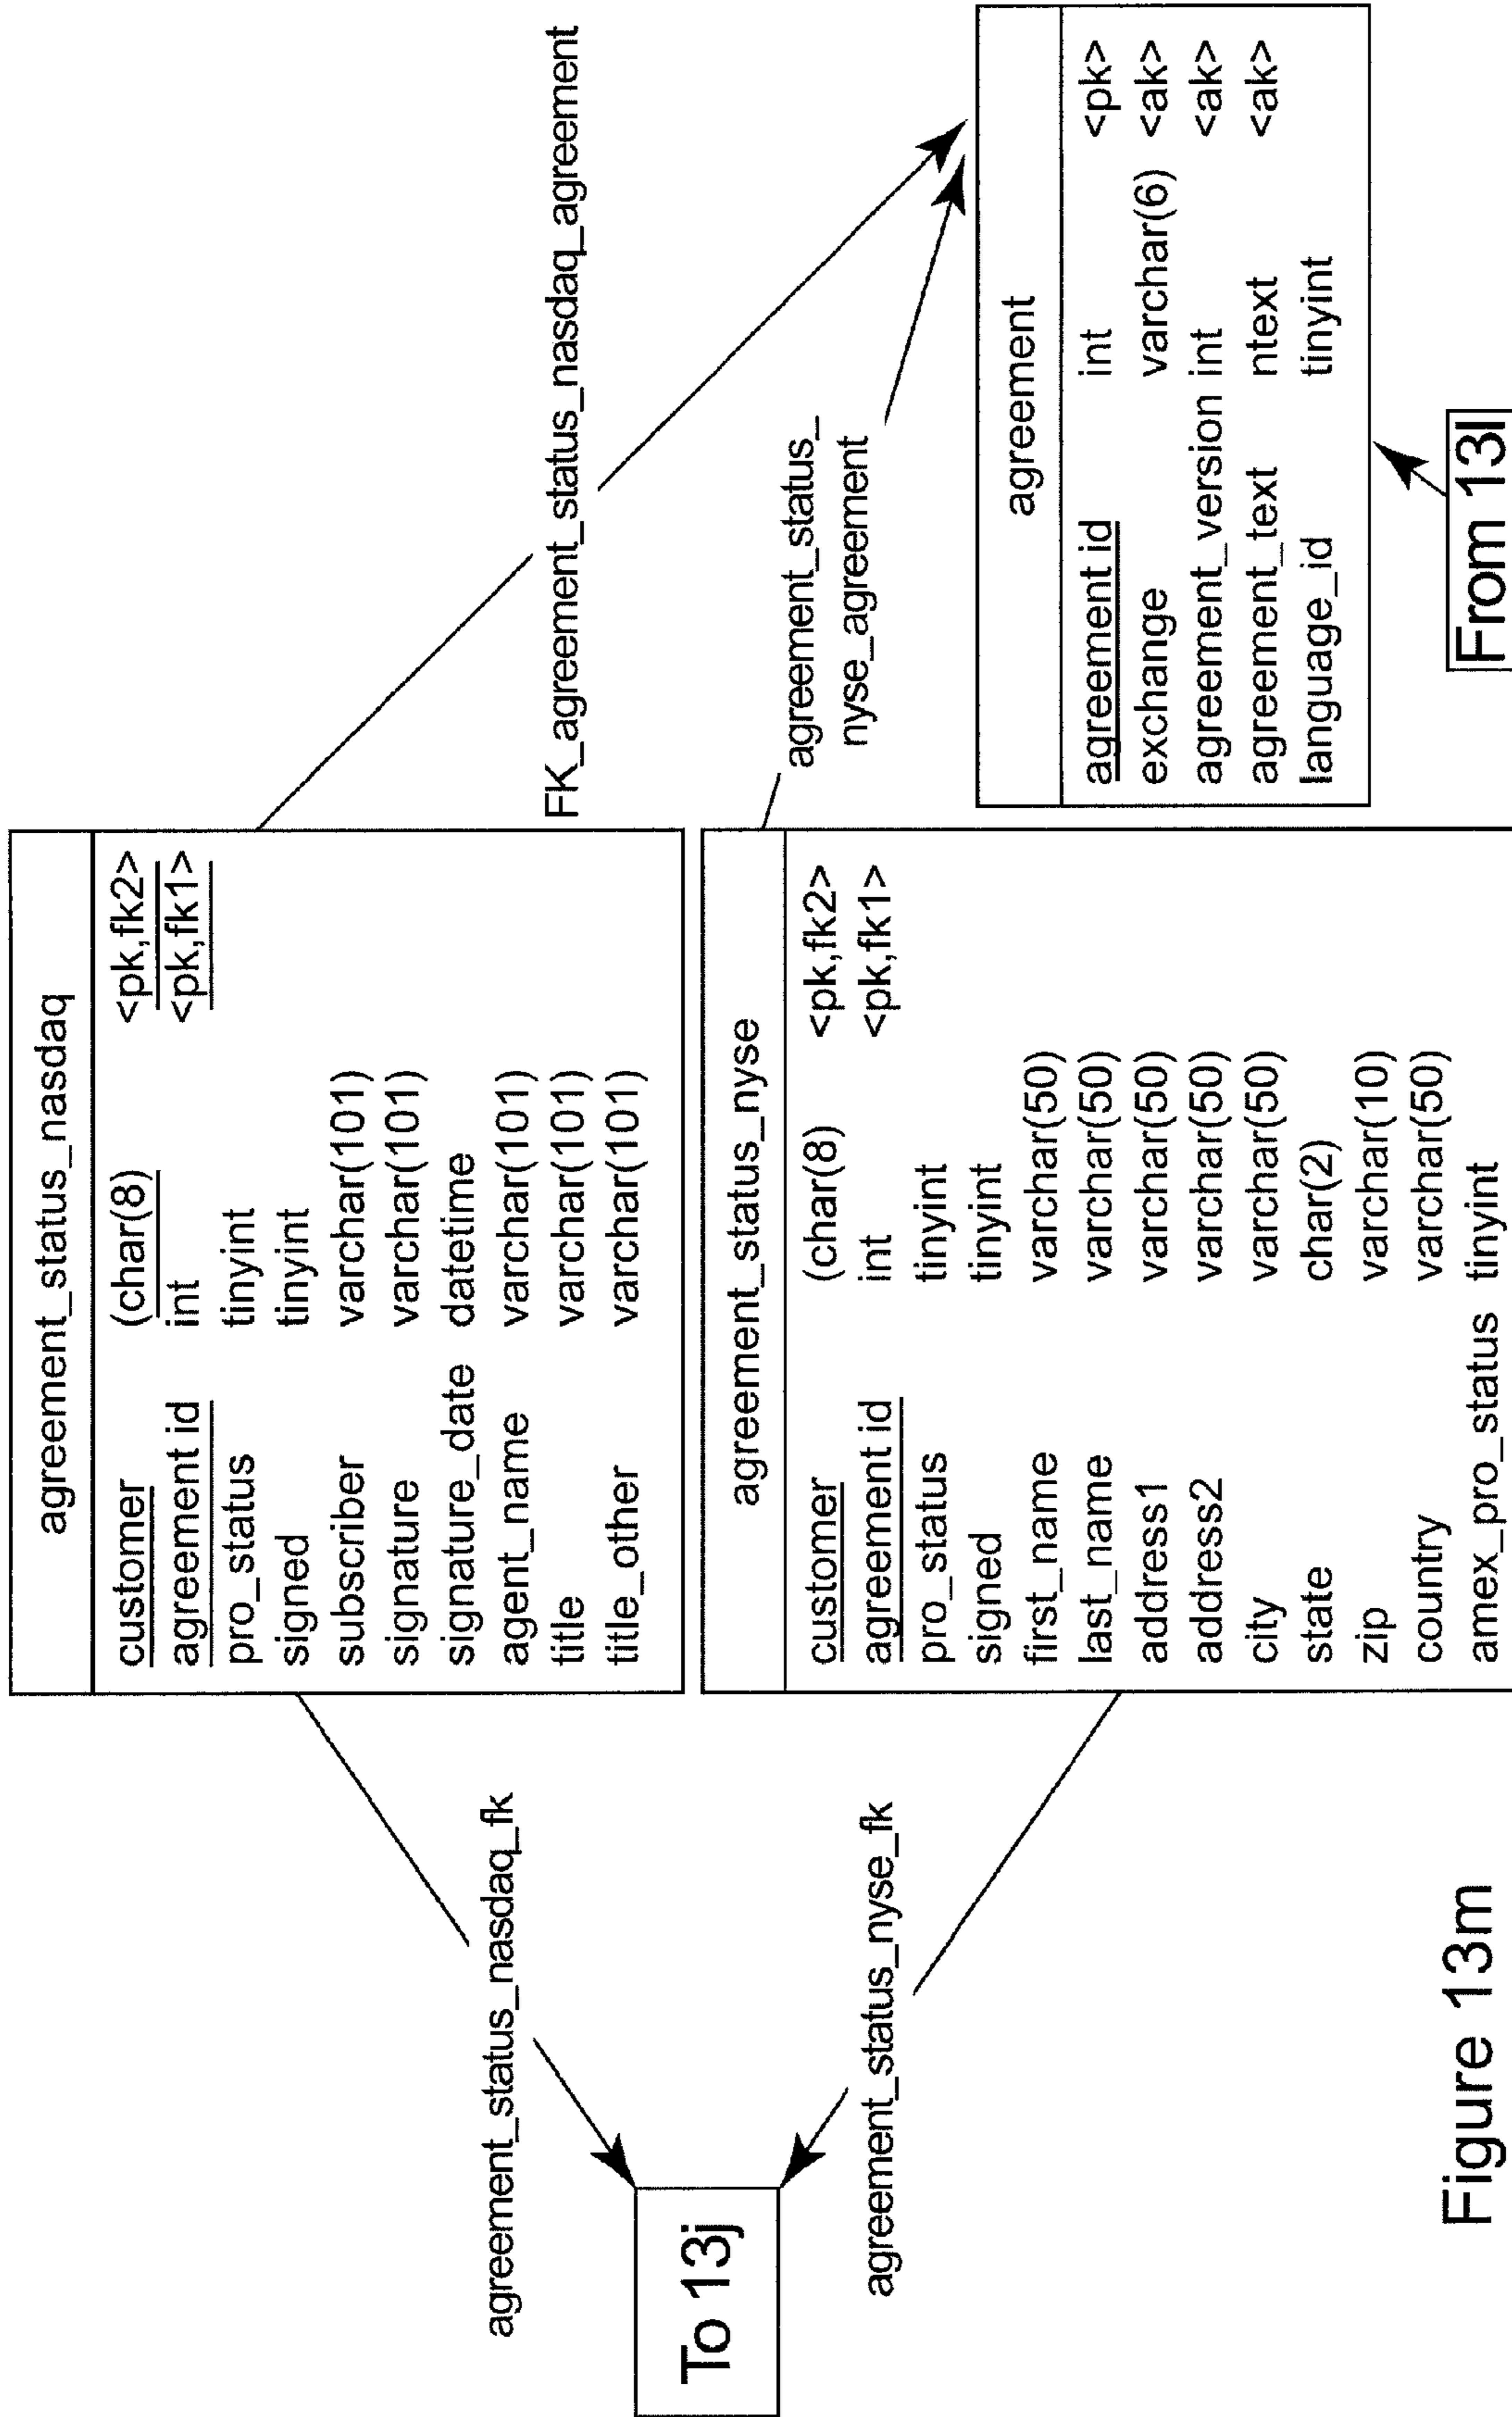 agreement_status_nasdaq
customer (char(8) <pk,fk2>
agreement id int <pk,fk1>
pro_status tinyint
signed tinyint
subscriber varchar(101)
signature varchar(101)
signature_date datetime
agent_name varchar(101)
title varchar(101)
title_other varchar(101)
agreement_status_nasdaq_fk
FK_agreement_status_nasdaq_agreement
To 13j
agreement_status_nyse
customer (char(8) <pk,fk2>
agreement id int <pk,fk1>
pro_status tinyint
signed tinyint
first_name varchar(50)
last_name varchar(50)
address1 varchar(50)
address2 varchar(50)
city varchar(50)
state char(2)
zip varchar(10)
country varchar(50)
amex_pro_status tinyint
agreement_status_nyse_fk
agreement_status_
nyse_agreement
agreement
agreement id int <pk>
exchange varchar(6) <ak>
agreement_version int <ak>
agreement_text ntext <ak>
language_id tinyint
From 13l
Figure 13m